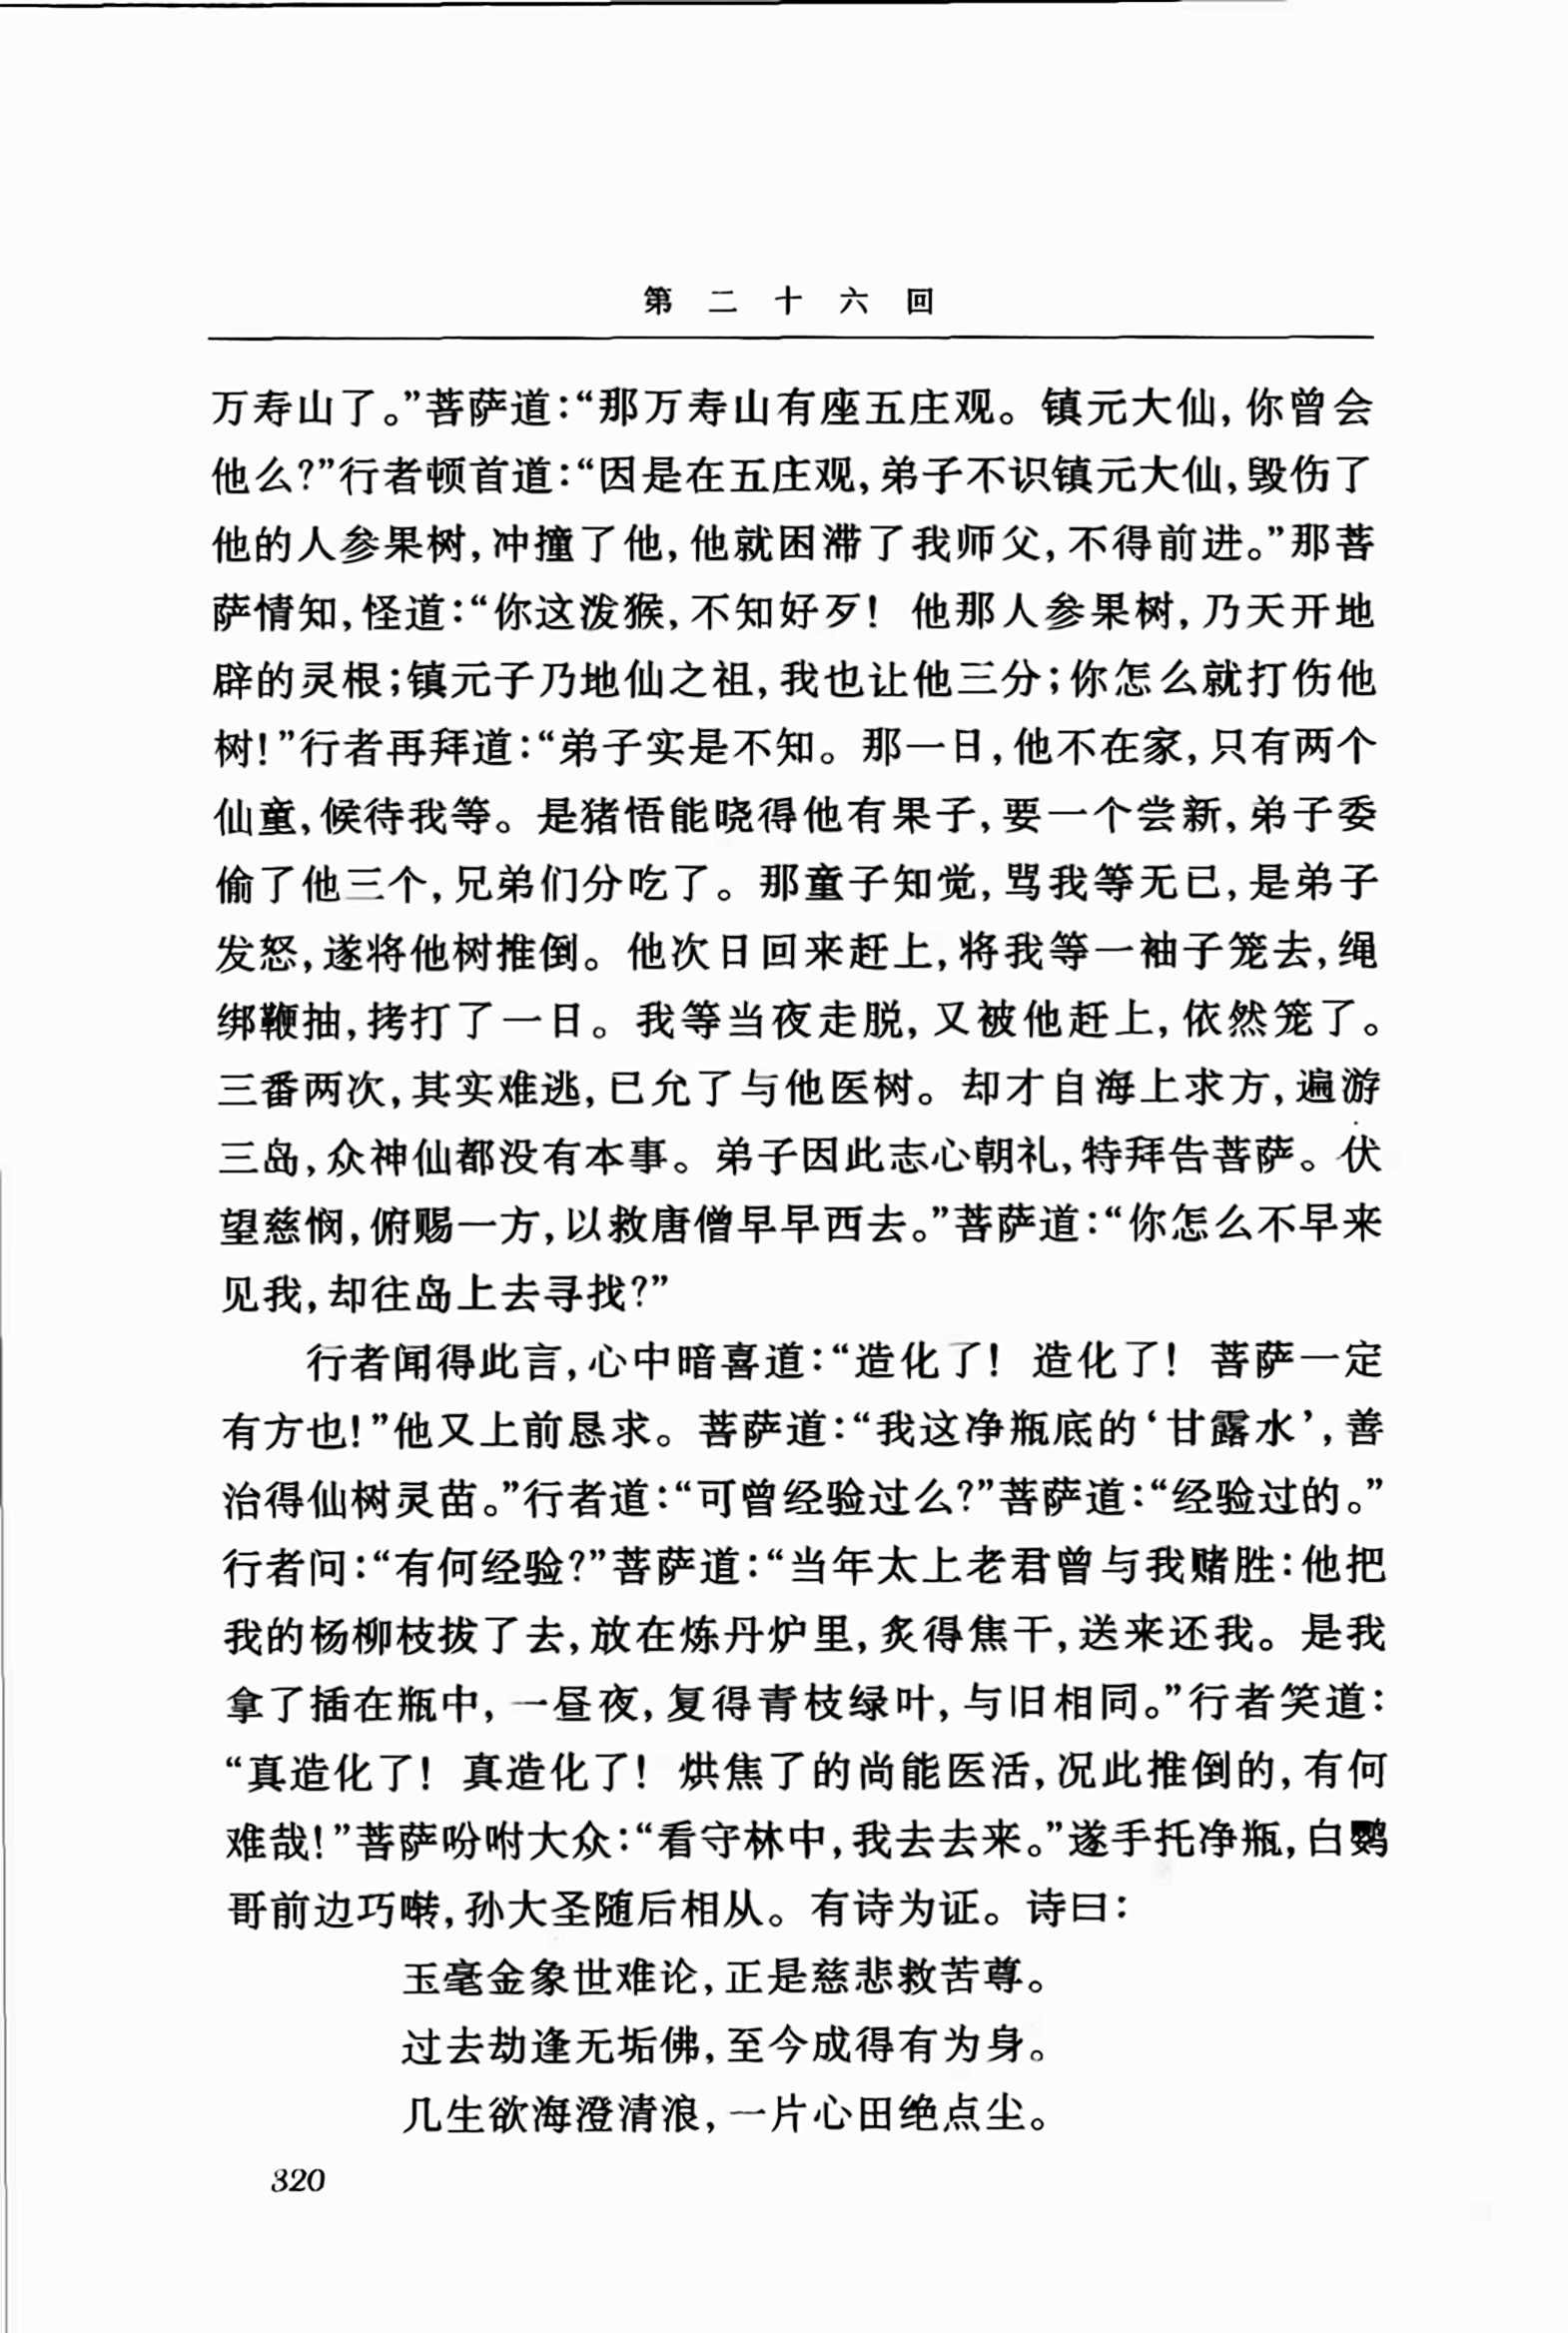 第二十六回
万寿山了。”菩萨道：“那万寿山有座五庄观。镇元大仙，你曾会
他么？”行者顿首道：“因是在五庄观，弟子不识镇元大仙，毁伤了
他的人参果树，冲撞了他，他就困滞了我师父，不得前进。”那菩
萨情知，怪道：“你这泼猴，不知好歹！他那人参果树，乃天开地
辟的灵根；镇元子乃地仙之祖，我也让他三分；你怎么就打伤他
树！”行者再拜道：“弟子实是不知。那一日，他不在家，只有两个
仙童，候待我等。是猪悟能晓得他有果子，要一个尝新，弟子委
偷了他三个，兄弟们分吃了。那童子知觉，骂我等无已，是弟子
发怒，遂将他树推倒。他次日回来赶上，将我等一袖子笼去，绳
绑鞭抽，拷打了一日。我等当夜走脱，又被他赶上，依然笼了。
三番两次，其实难逃，已允了与他医树。却才自海上求方，遍游
三岛，众神仙都没有本事。弟子因此志心朝礼，特拜告菩萨。伏
望慈悯，俯赐一方，以救唐僧早早西去。”菩萨道：“你怎么不早来
见我，却往岛上去寻找？”
行者闻得此言，心中暗喜道：“造化了！造化了！菩萨一定
有方也！”他又上前恳求。菩萨道：“我这净瓶底的‘甘露水’，善
治得仙树灵苗。”行者道：“可曾经验过么？”菩萨道：“经验过的。”
行者问：“有何经验？”菩萨道：“当年太上老君曾与我赌胜：他把
我的杨柳枝拔了去，放在炼丹炉里，炙得焦干，送来还我。是我
拿了插在瓶中，一昼夜，复得青枝绿叶，与旧相同。”行者笑道：
“真造化了！真造化了！烘焦了的尚能医活，况此推倒的，有何
难哉！”菩萨吩咐大众：“看守林中，我去去来。”遂手托净瓶，白鹦
哥前边巧啭，孙大圣随后相从。有诗为证。诗曰：
玉毫金象世难论，正是慈悲救苦尊。
过去劫逢无垢佛，至今成得有为身。
几生欲海澄清浪，一片心田绝点尘。
320